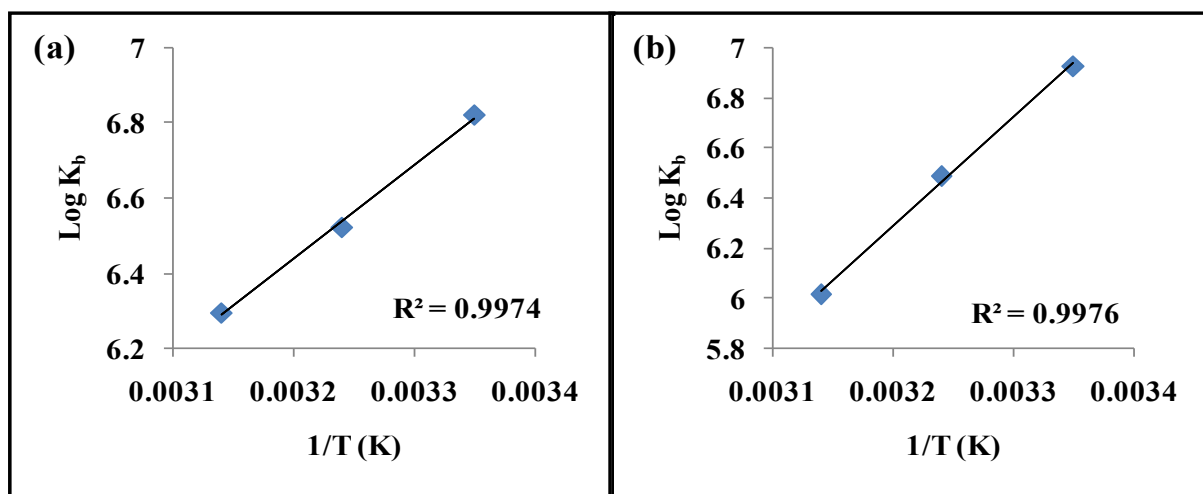 (a)
Log K_b
7
6.8
6.6
6.4
6.2
R² = 0.9974
0.0031 0.0032 0.0033 0.0034
1/T (K)
(b)
Log K_b
7
6.8
6.6
6.4
6.2
6
5.8
R² = 0.9976
0.0031 0.0032 0.0033 0.0034
1/T (K)